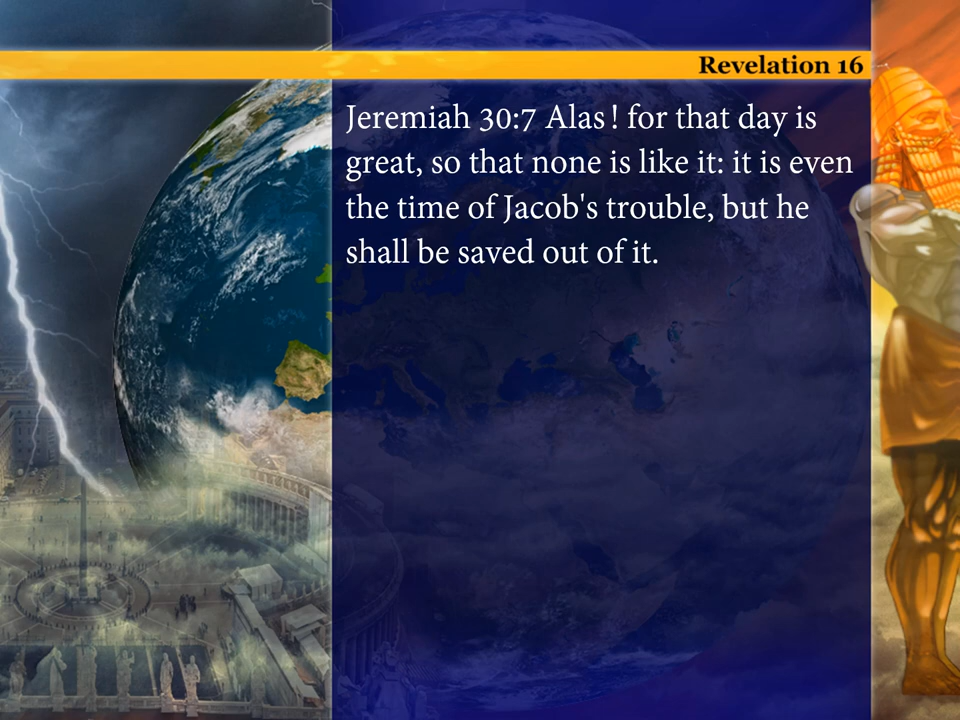 Revelation 16
Jeremiah 30:7 Alas! for that day is
great, so that none is like it: it is even
the time of Jacob's trouble, but he
shall be saved out of it.